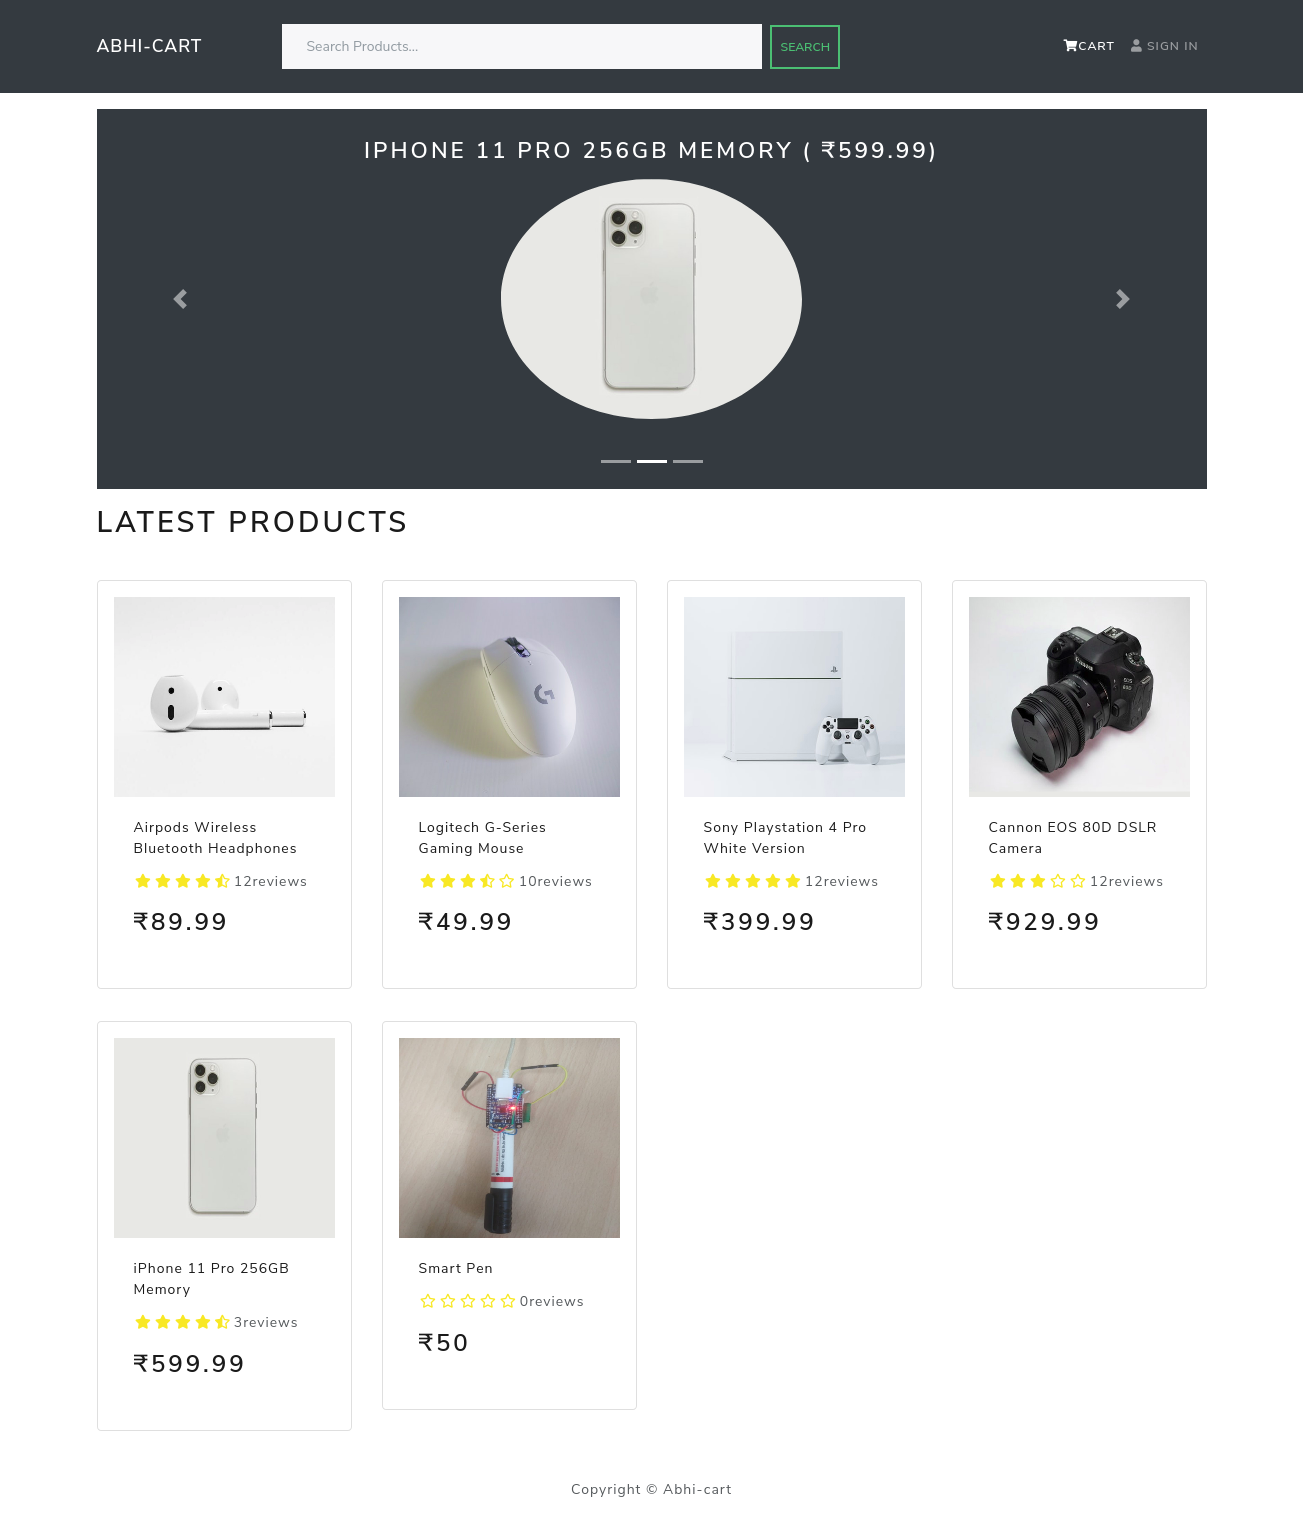 ABHI-CART
Search Products...
SEARCH
CART
SIGN IN
IPHONE 11 PRO 256GB MEMORY ( ₹599.99)
LATEST PRODUCTS
Airpods Wireless
Bluetooth Headphones
12reviews
₹89.99
Logitech G-Series
Gaming Mouse
10reviews
₹49.99
Sony Playstation 4 Pro
White Version
12reviews
₹399.99
Canon
EOS
80D
Cannon EOS 80D DSLR
Camera
12reviews
₹929.99
iPhone 11 Pro 256GB
Memory
3reviews
₹599.99
Smart Pen
0reviews
₹50
Copyright © Abhi-cart